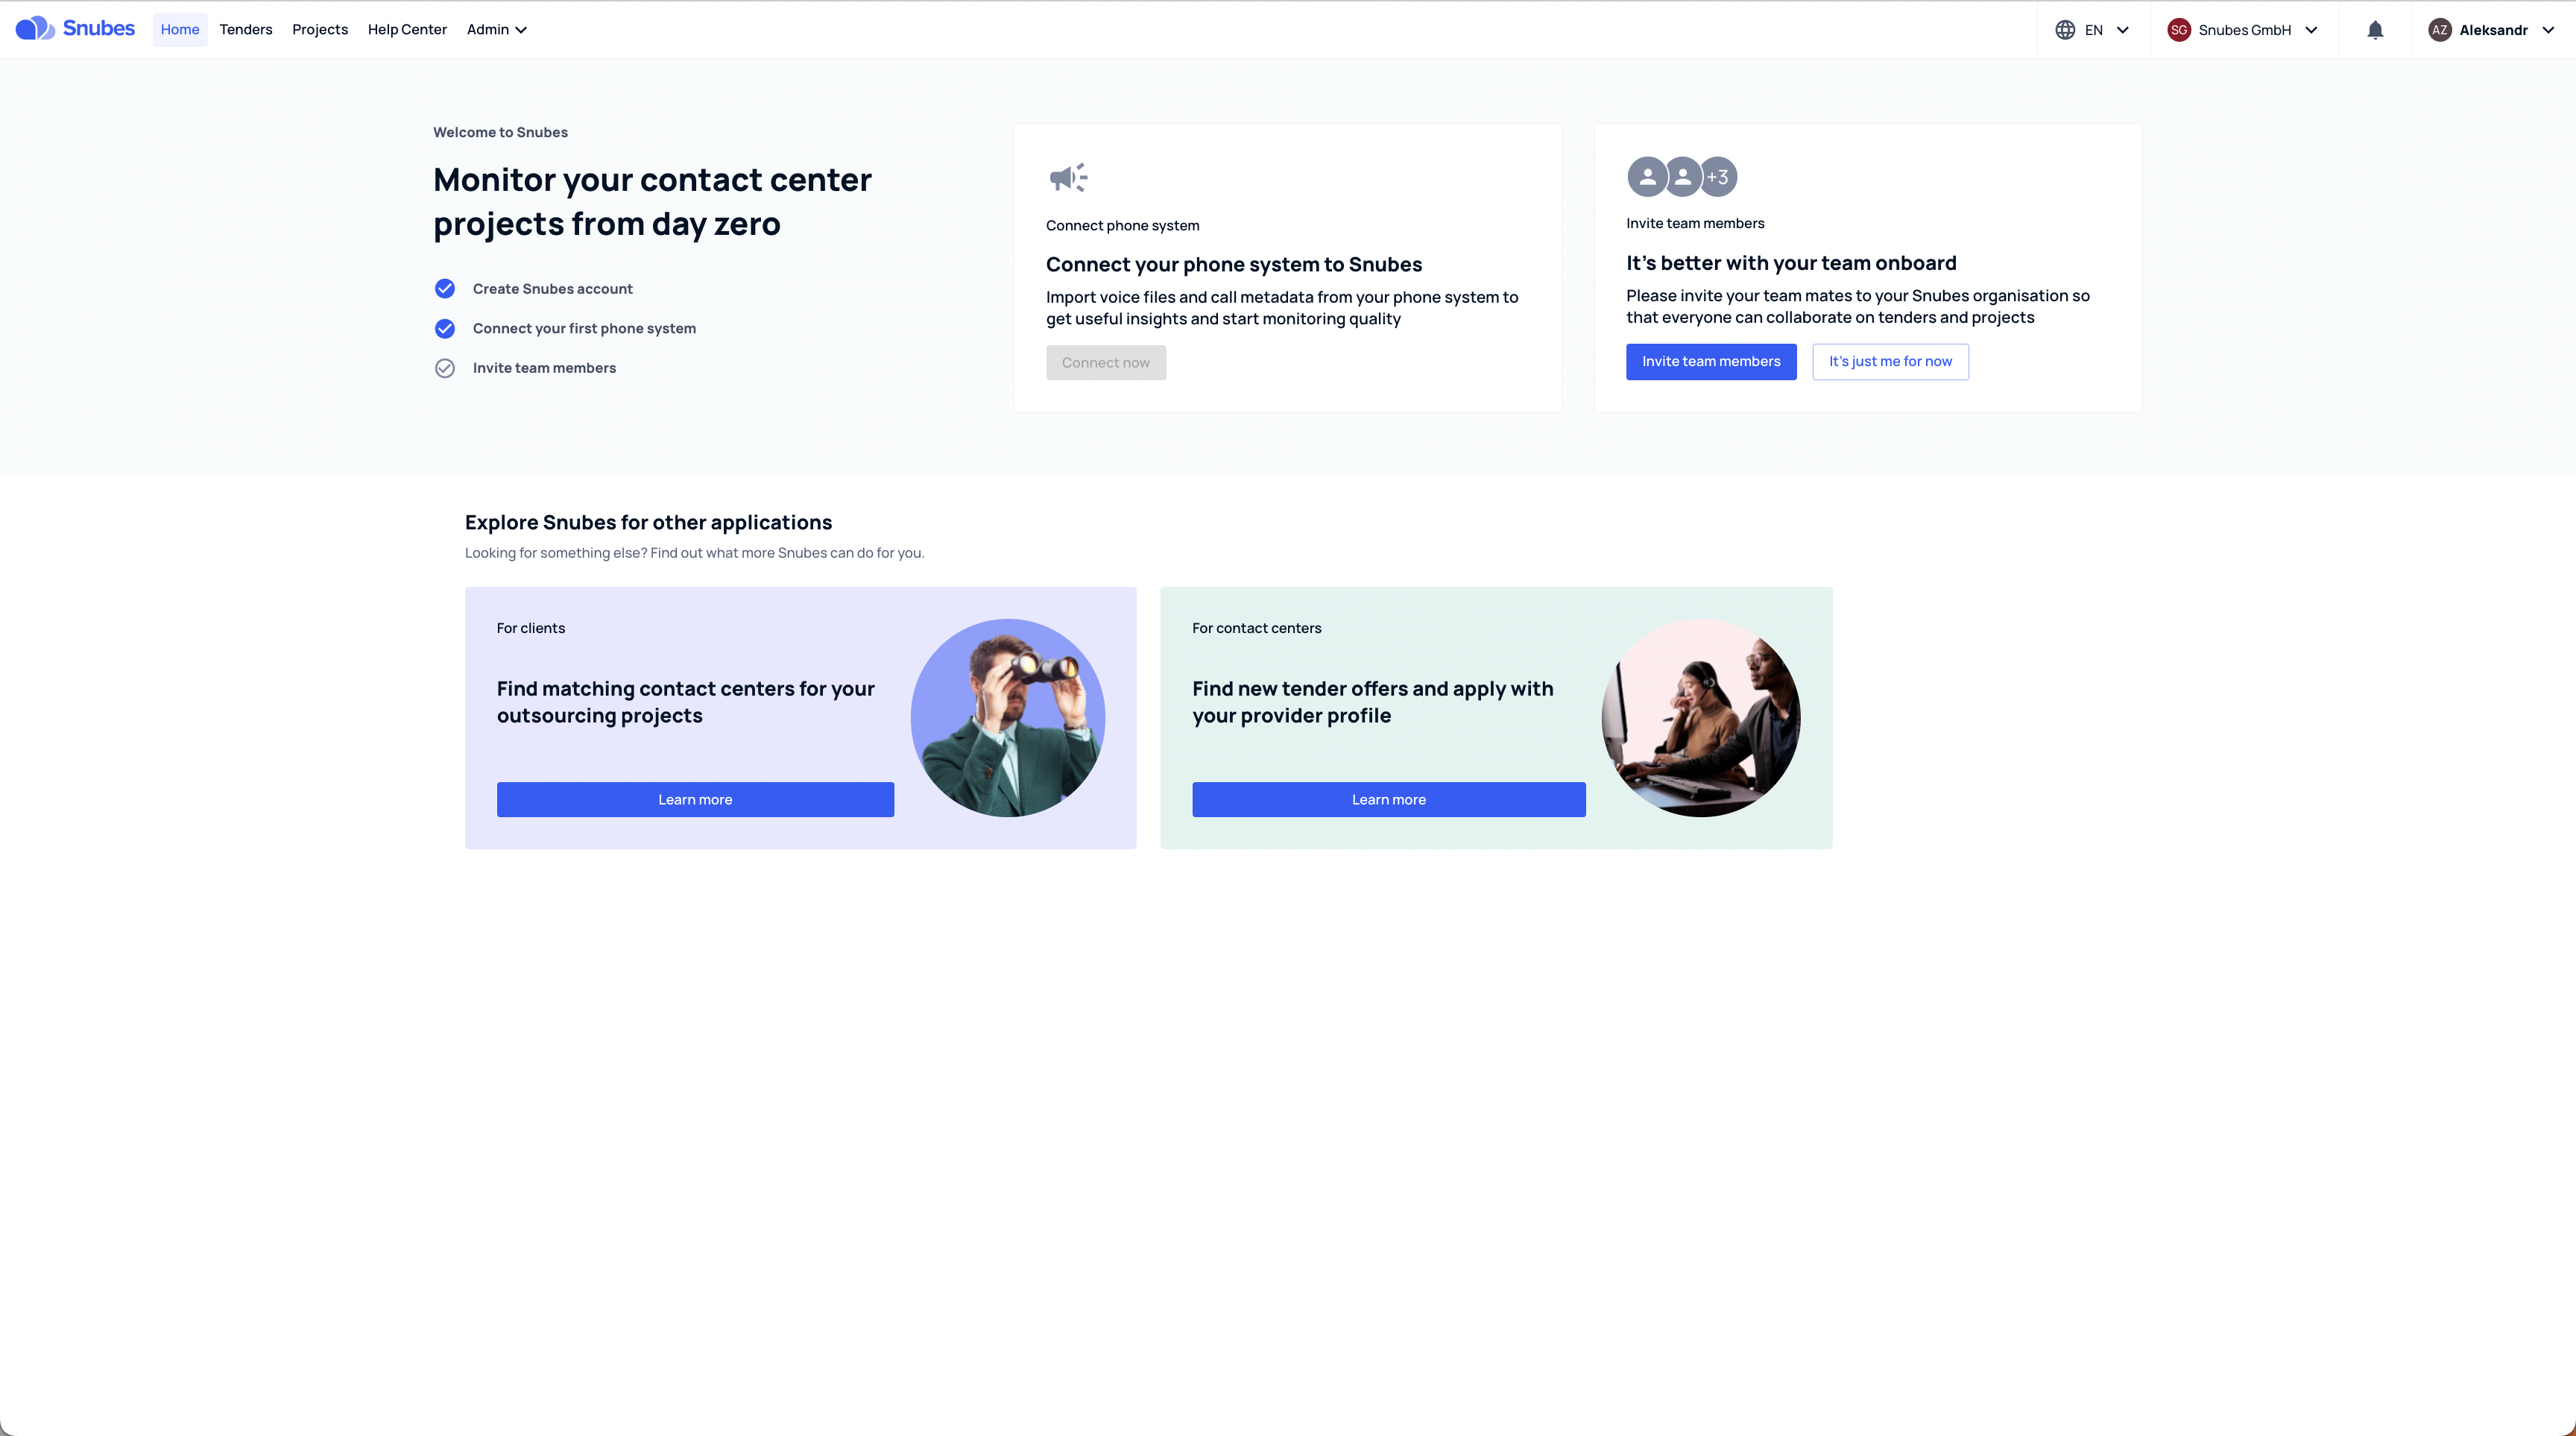 Snubes
Home
Tenders
Projects
Help Center
Admin
EN
SG
Snubes GmbH
AZ
Aleksandr
Welcome to Snubes
Monitor your contact center
projects from day zero
Create Snubes account
Connect your first phone system
Invite team members
Connect phone system
Connect your phone system to Snubes
Import voice files and call metadata from your phone system to
get useful insights and start monitoring quality
Connect now
+3
Invite team members
It's better with your team onboard
Please invite your team mates to your Snubes organisation so
that everyone can collaborate on tenders and projects
Invite team members
It's just me for now
Explore Snubes for other applications
Looking for something else? Find out what more Snubes can do for you.
For clients
Find matching contact centers for your
outsourcing projects
Learn more
For contact centers
Find new tender offers and apply with
your provider profile
Learn more